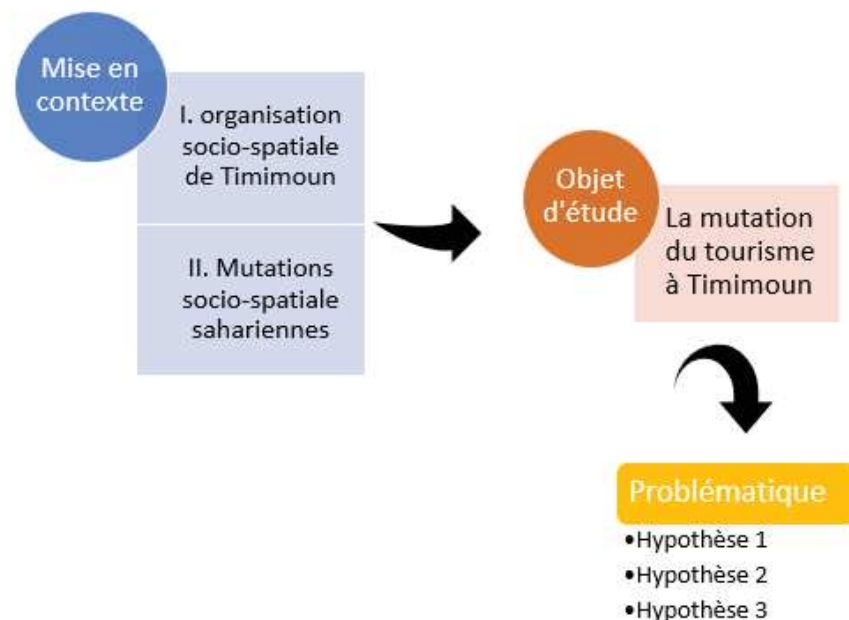 Mise en
contexte
I. organisation
socio-spatiale
de Timimoun
II. Mutations
socio-spatiale
sahariennes
Objet
d'étude
La mutation
du tourisme
à Timimoun
Problématique
•Hypothèse 1
•Hypothèse 2
•Hypothèse 3